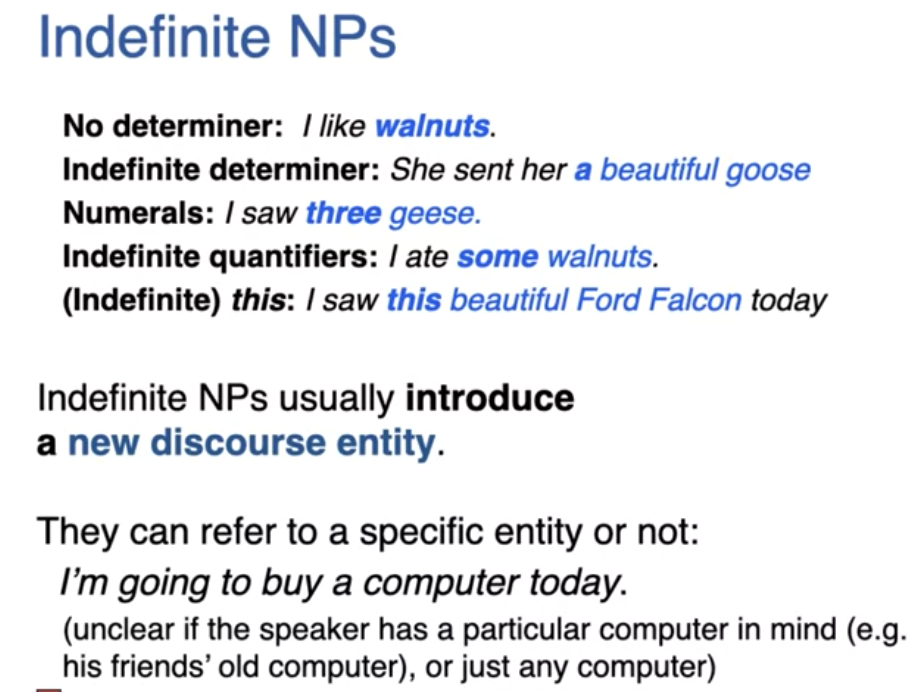 Indefinite NPs
No determiner: I like walnuts.
Indefinite determiner: She sent her a beautiful goose
Numerals: I saw three geese.
Indefinite quantifiers: I ate some walnuts.
(Indefinite) this: I saw this beautiful Ford Falcon today
Indefinite NPs usually introduce
a new discourse entity.
They can refer to a specific entity or not:
I'm going to buy a computer today.
(unclear if the speaker has a particular computer in mind (e.g.
his friends' old computer), or just any computer)